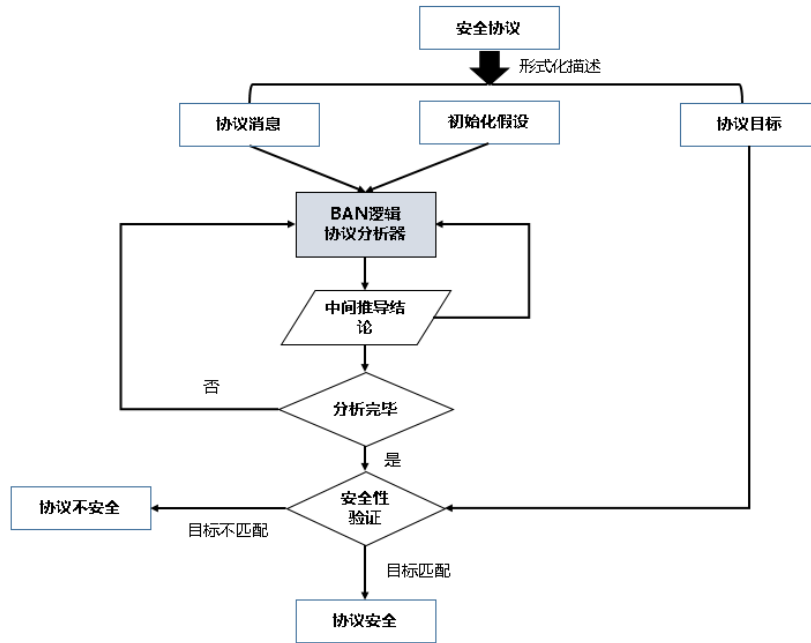 安全协议
形式化描述
协议消息
初始化假设
协议目标
BAN逻辑
协议分析器
中间推导结
论
否
分析完毕
是
安全性
验证
协议不安全
目标不匹配
目标匹配
协议安全